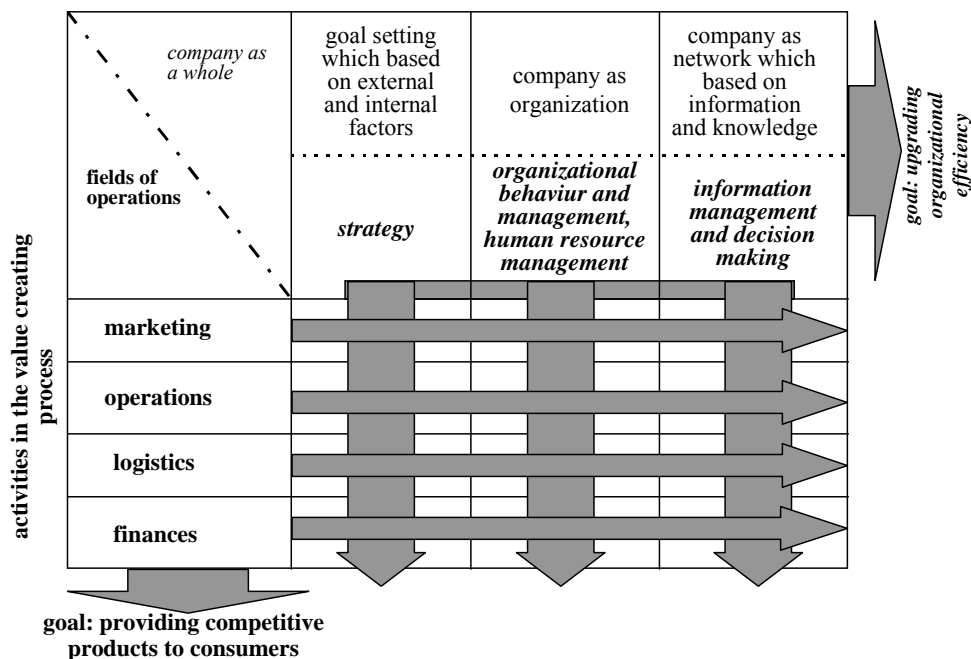 company as
a whole
fields of
operations
goal setting
which based
on external
and internal
factors
company as
organization
company as
network which
based on
information
and knowledge
strategy
organizational
behaviur and
management,
human resource
management
information
management
and decision
making
goal: upgrading
organizational
efficiency
activities in the value creating
process
marketing
operations
logistics
finances
goal: providing competitive
products to consumers